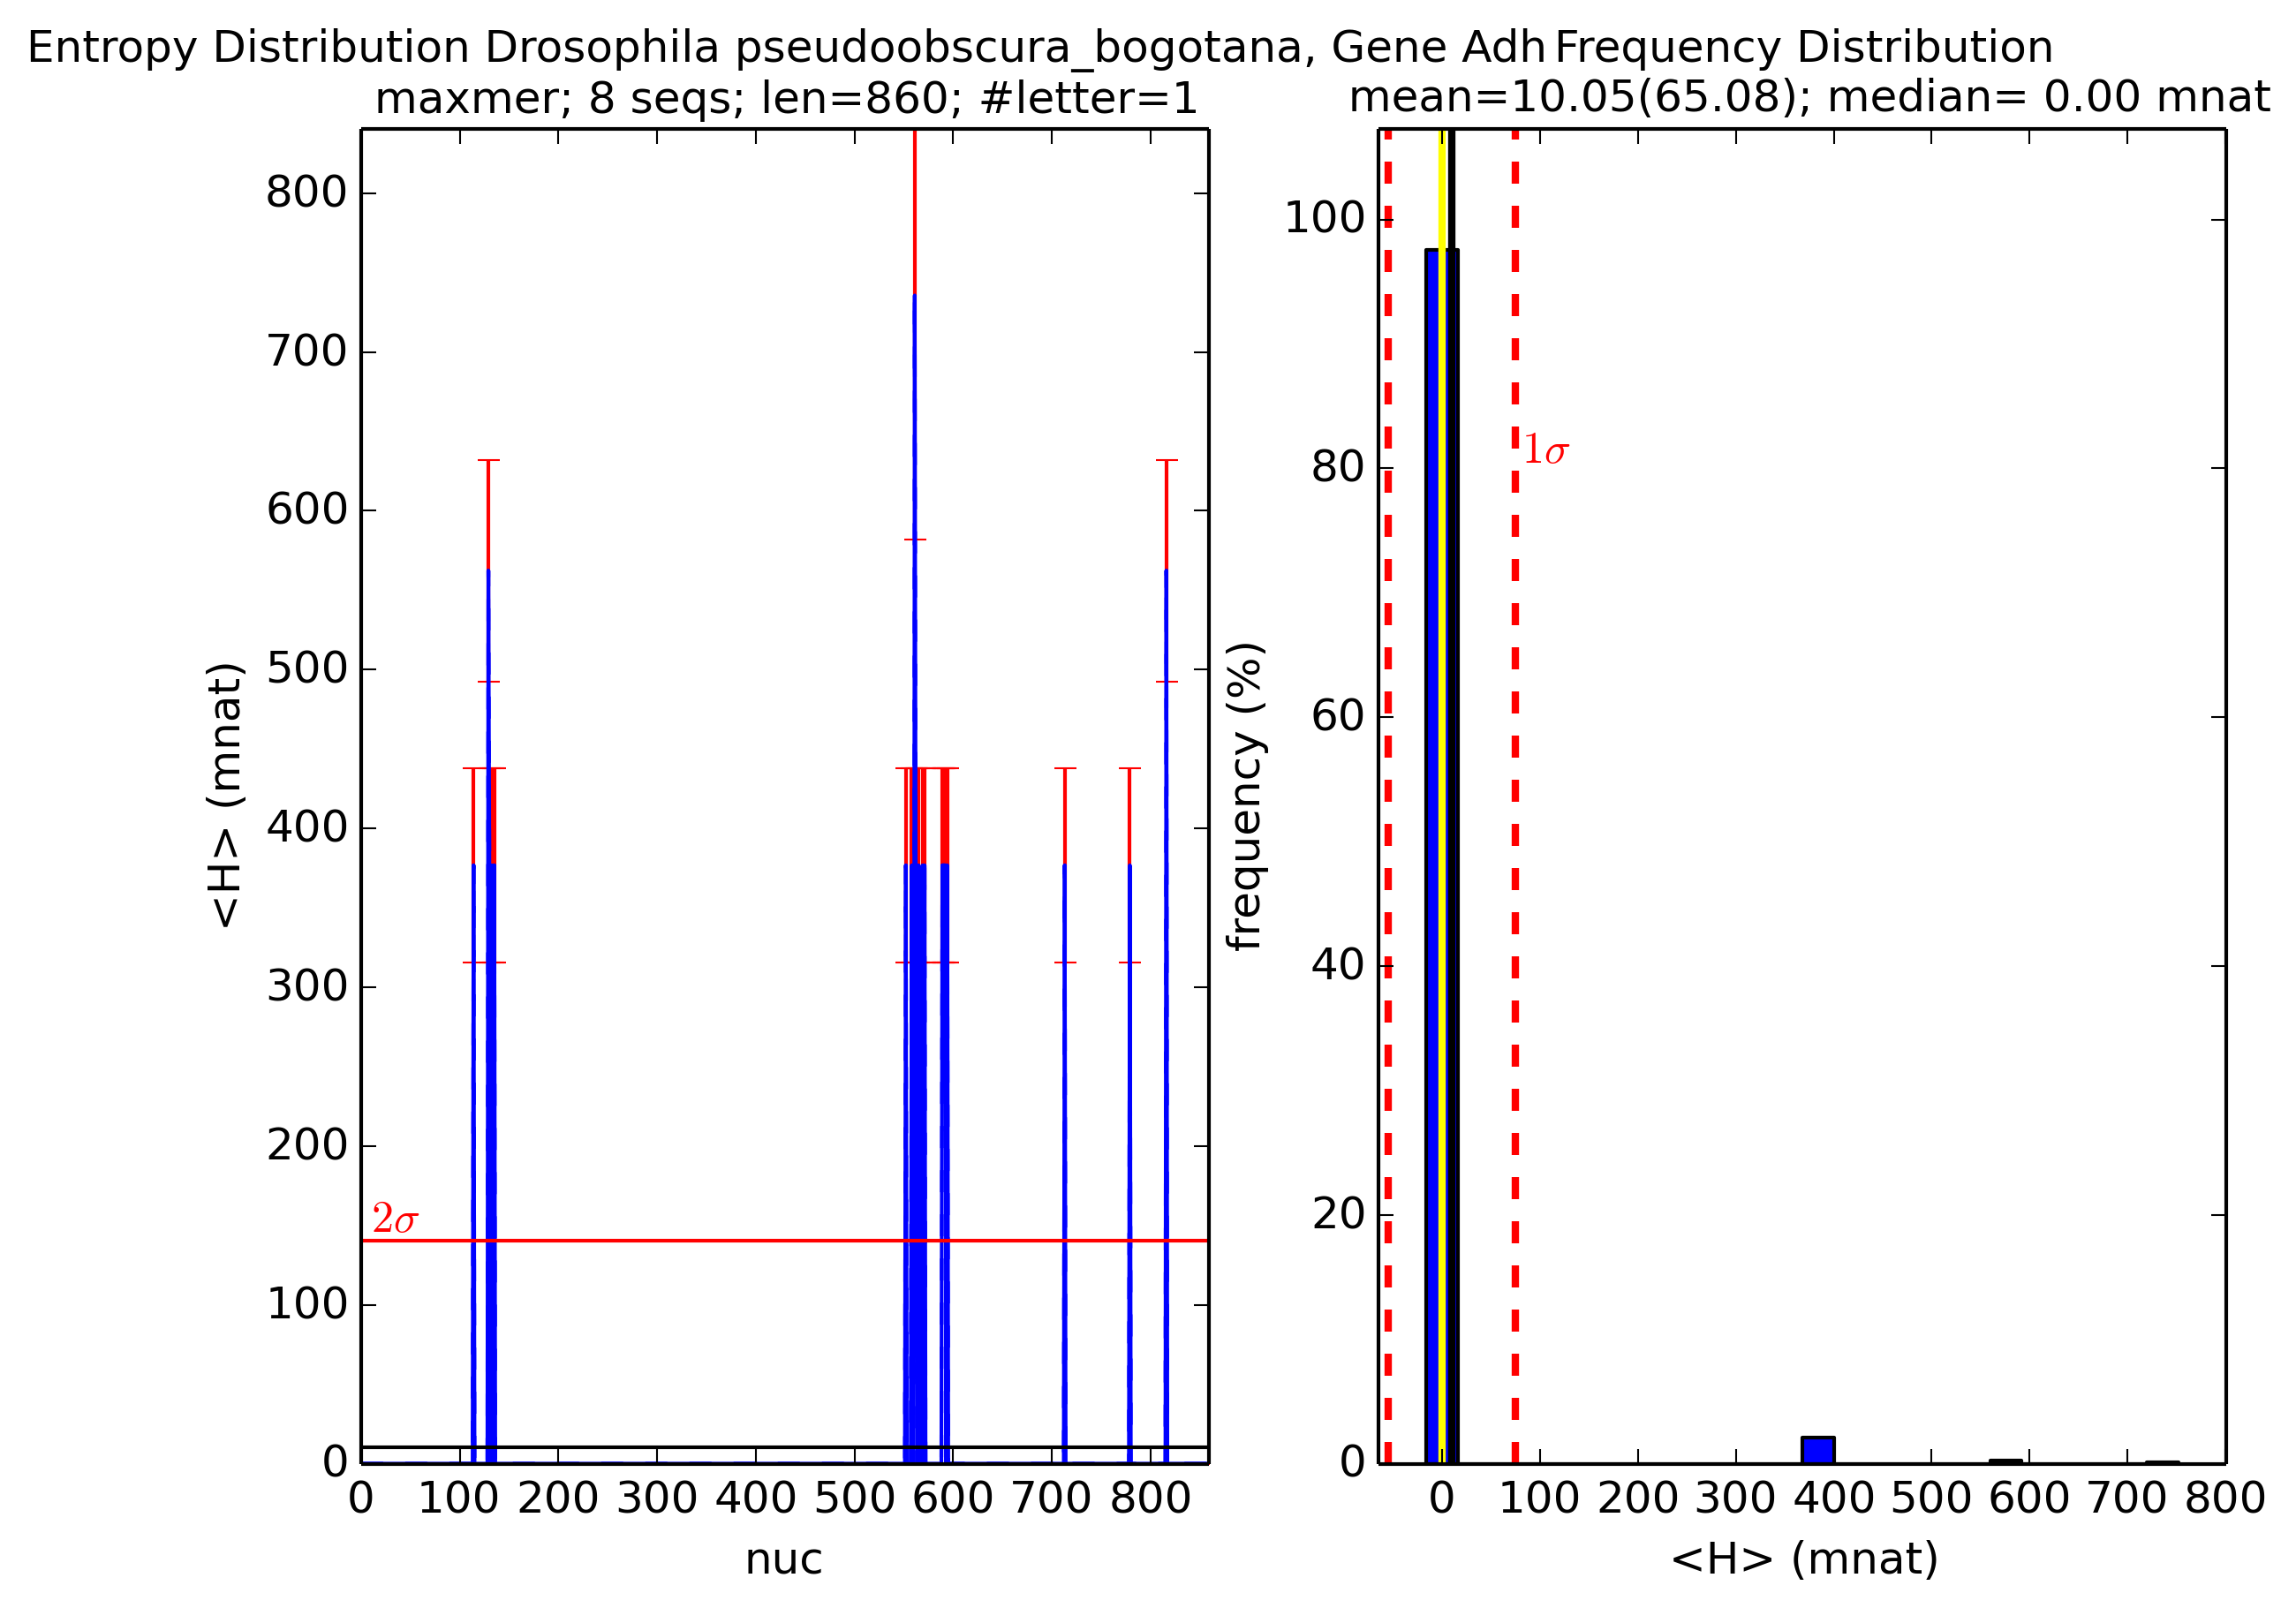 Entropy Distribution Drosophila pseudoobscura_bogotana, Gene Adh
maxmer; 8 seqs; len=860; #letter=1
800
700
600
500
400
300
200
100
0
<H> (mnat)
2σ
0 100 200 300 400 500 600 700 800
nuc
Frequency Distribution
mean=10.05(65.08); median= 0.00 mnat
100
80
60
40
20
0
frequency (%)
1σ
0 100 200 300 400 500 600 700 800
<H> (mnat)